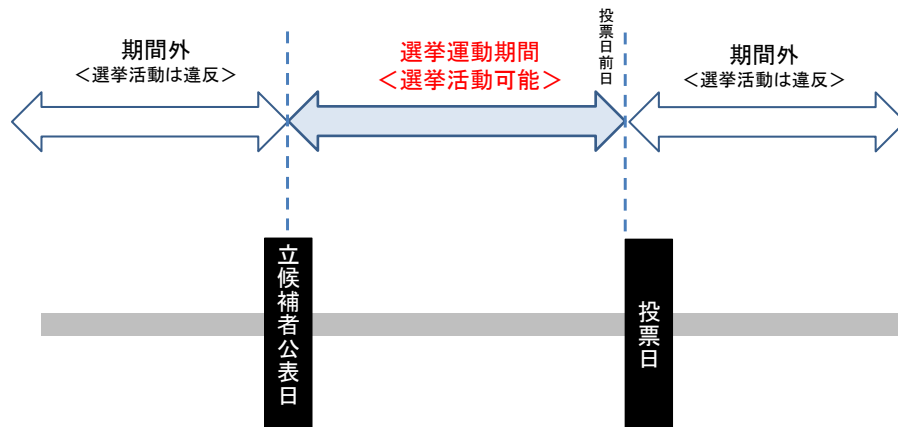 期間外
＜選挙活動は違反＞
選挙運動期間
＜選挙活動可能＞
投票日前日
期間外
＜選挙活動は違反＞
立候補者公表日
投票日